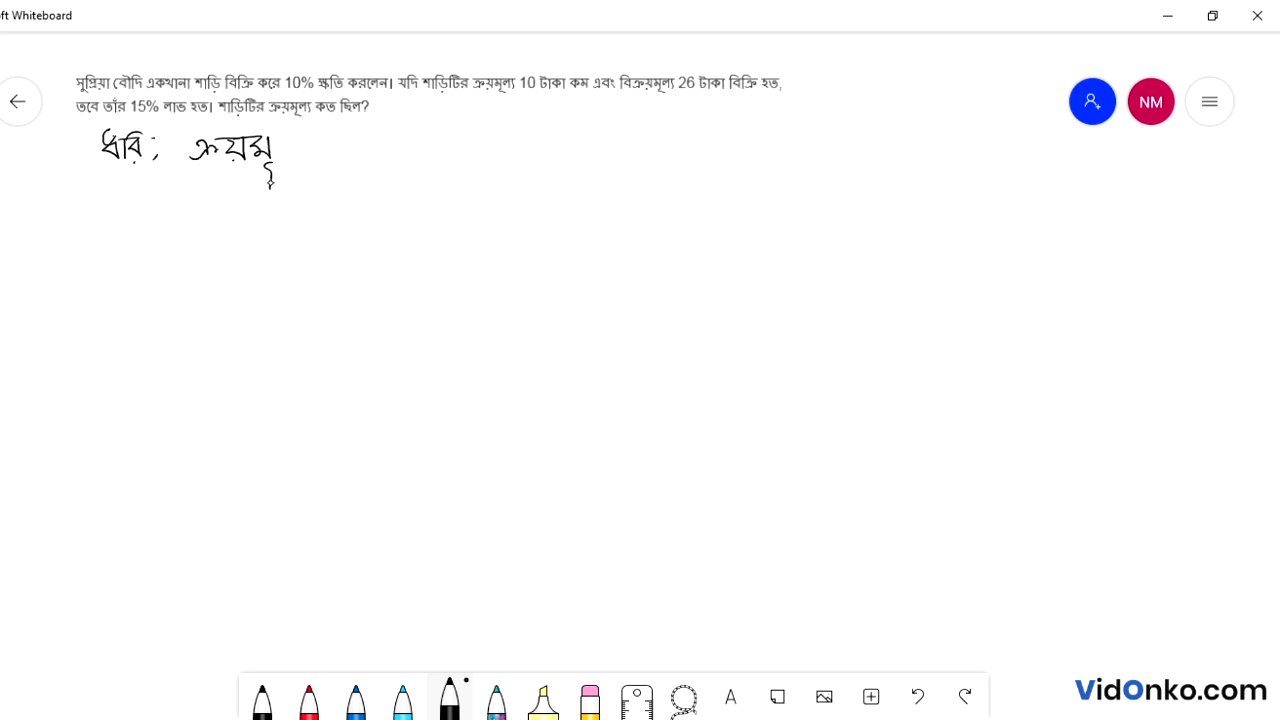 ft Whiteboard
সুপ্রিয়া বৌদি একখানা শাড়ি বিক্রি করে 10% ক্ষতি করলেন। যদি শাড়িটির ক্রয়মূল্য 10 টাকা কম এবং বিক্রয়মূল্য 26 টাকা বিক্রি হত,
তবে তাঁর 15% লাভ হত। শাড়িটির ক্রয়মূল্য কত ছিল?
NM
ধরি; ক্রয়মূ
A
VidOnko.com